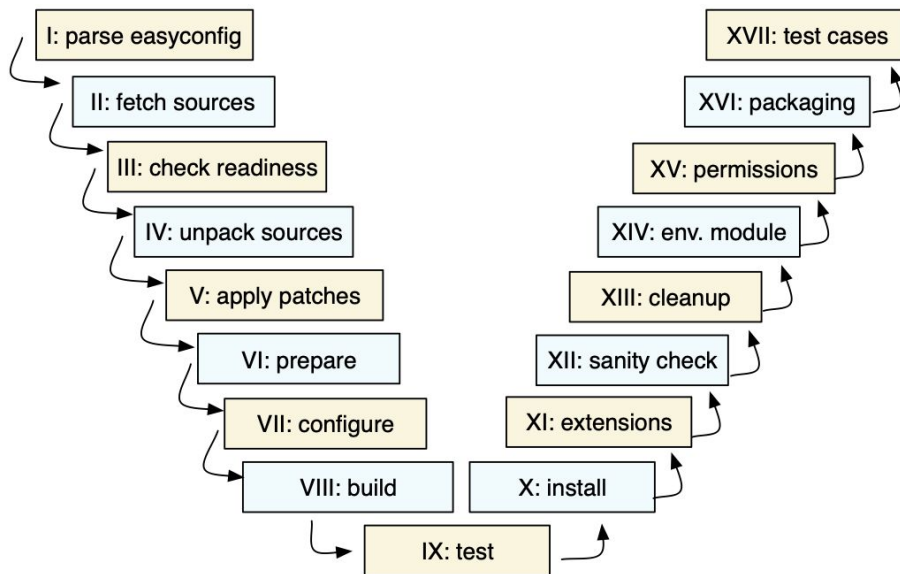 I: parse easyconfig
II: fetch sources
III: check readiness
IV: unpack sources
V: apply patches
VI: prepare
VII: configure
VIII: build
IX: test
X: install
XI: extensions
XII: sanity check
XIII: cleanup
XIV: env. module
XV: permissions
XVI: packaging
XVII: test cases